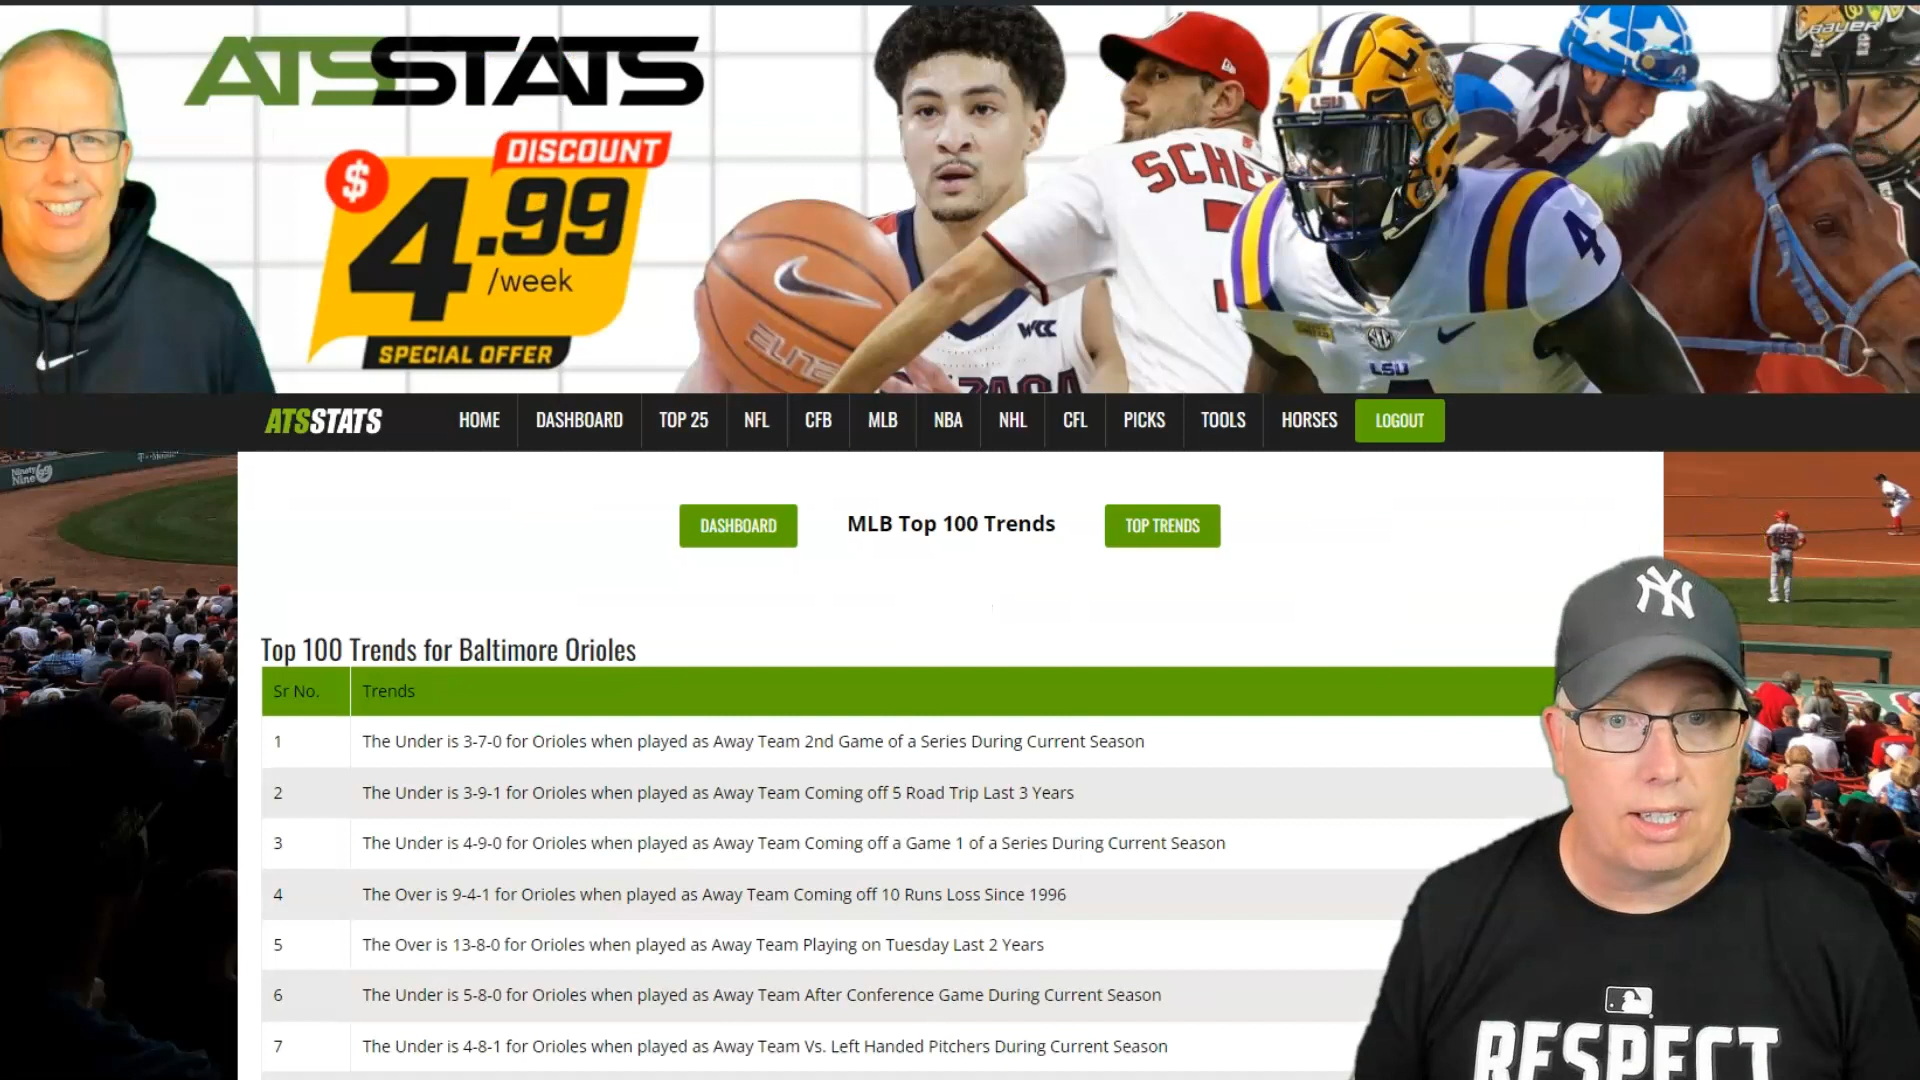 ATSSTATS
DISCOUNT
$ 4.99
/week
SPECIAL OFFER
SCHE
BAUER
LSU
4
WCC
ELITE
SEC
LSU
ATSSTATS HOME DASHBOARD TOP 25 NFL CFB MLB NBA NHL CFL PICKS TOOLS HORSES LOGOUT
Ninety Nine 69
DASHBOARD MLB Top 100 Trends TOP TRENDS
NY
Top 100 Trends for Baltimore Orioles
Sr No. Trends
1 The Under is 3-7-0 for Orioles when played as Away Team 2nd Game of a Series During Current Season
2 The Under is 3-9-1 for Orioles when played as Away Team Coming off 5 Road Trip Last 3 Years
3 The Under is 4-9-0 for Orioles when played as Away Team Coming off a Game 1 of a Series During Current Season
4 The Over is 9-4-1 for Orioles when played as Away Team Coming off 10 Runs Loss Since 1996
5 The Over is 13-8-0 for Orioles when played as Away Team Playing on Tuesday Last 2 Years
6 The Under is 5-8-0 for Orioles when played as Away Team After Conference Game During Current Season
7 The Under is 4-8-1 for Orioles when played as Away Team Vs. Left Handed Pitchers During Current Season
RESPECT